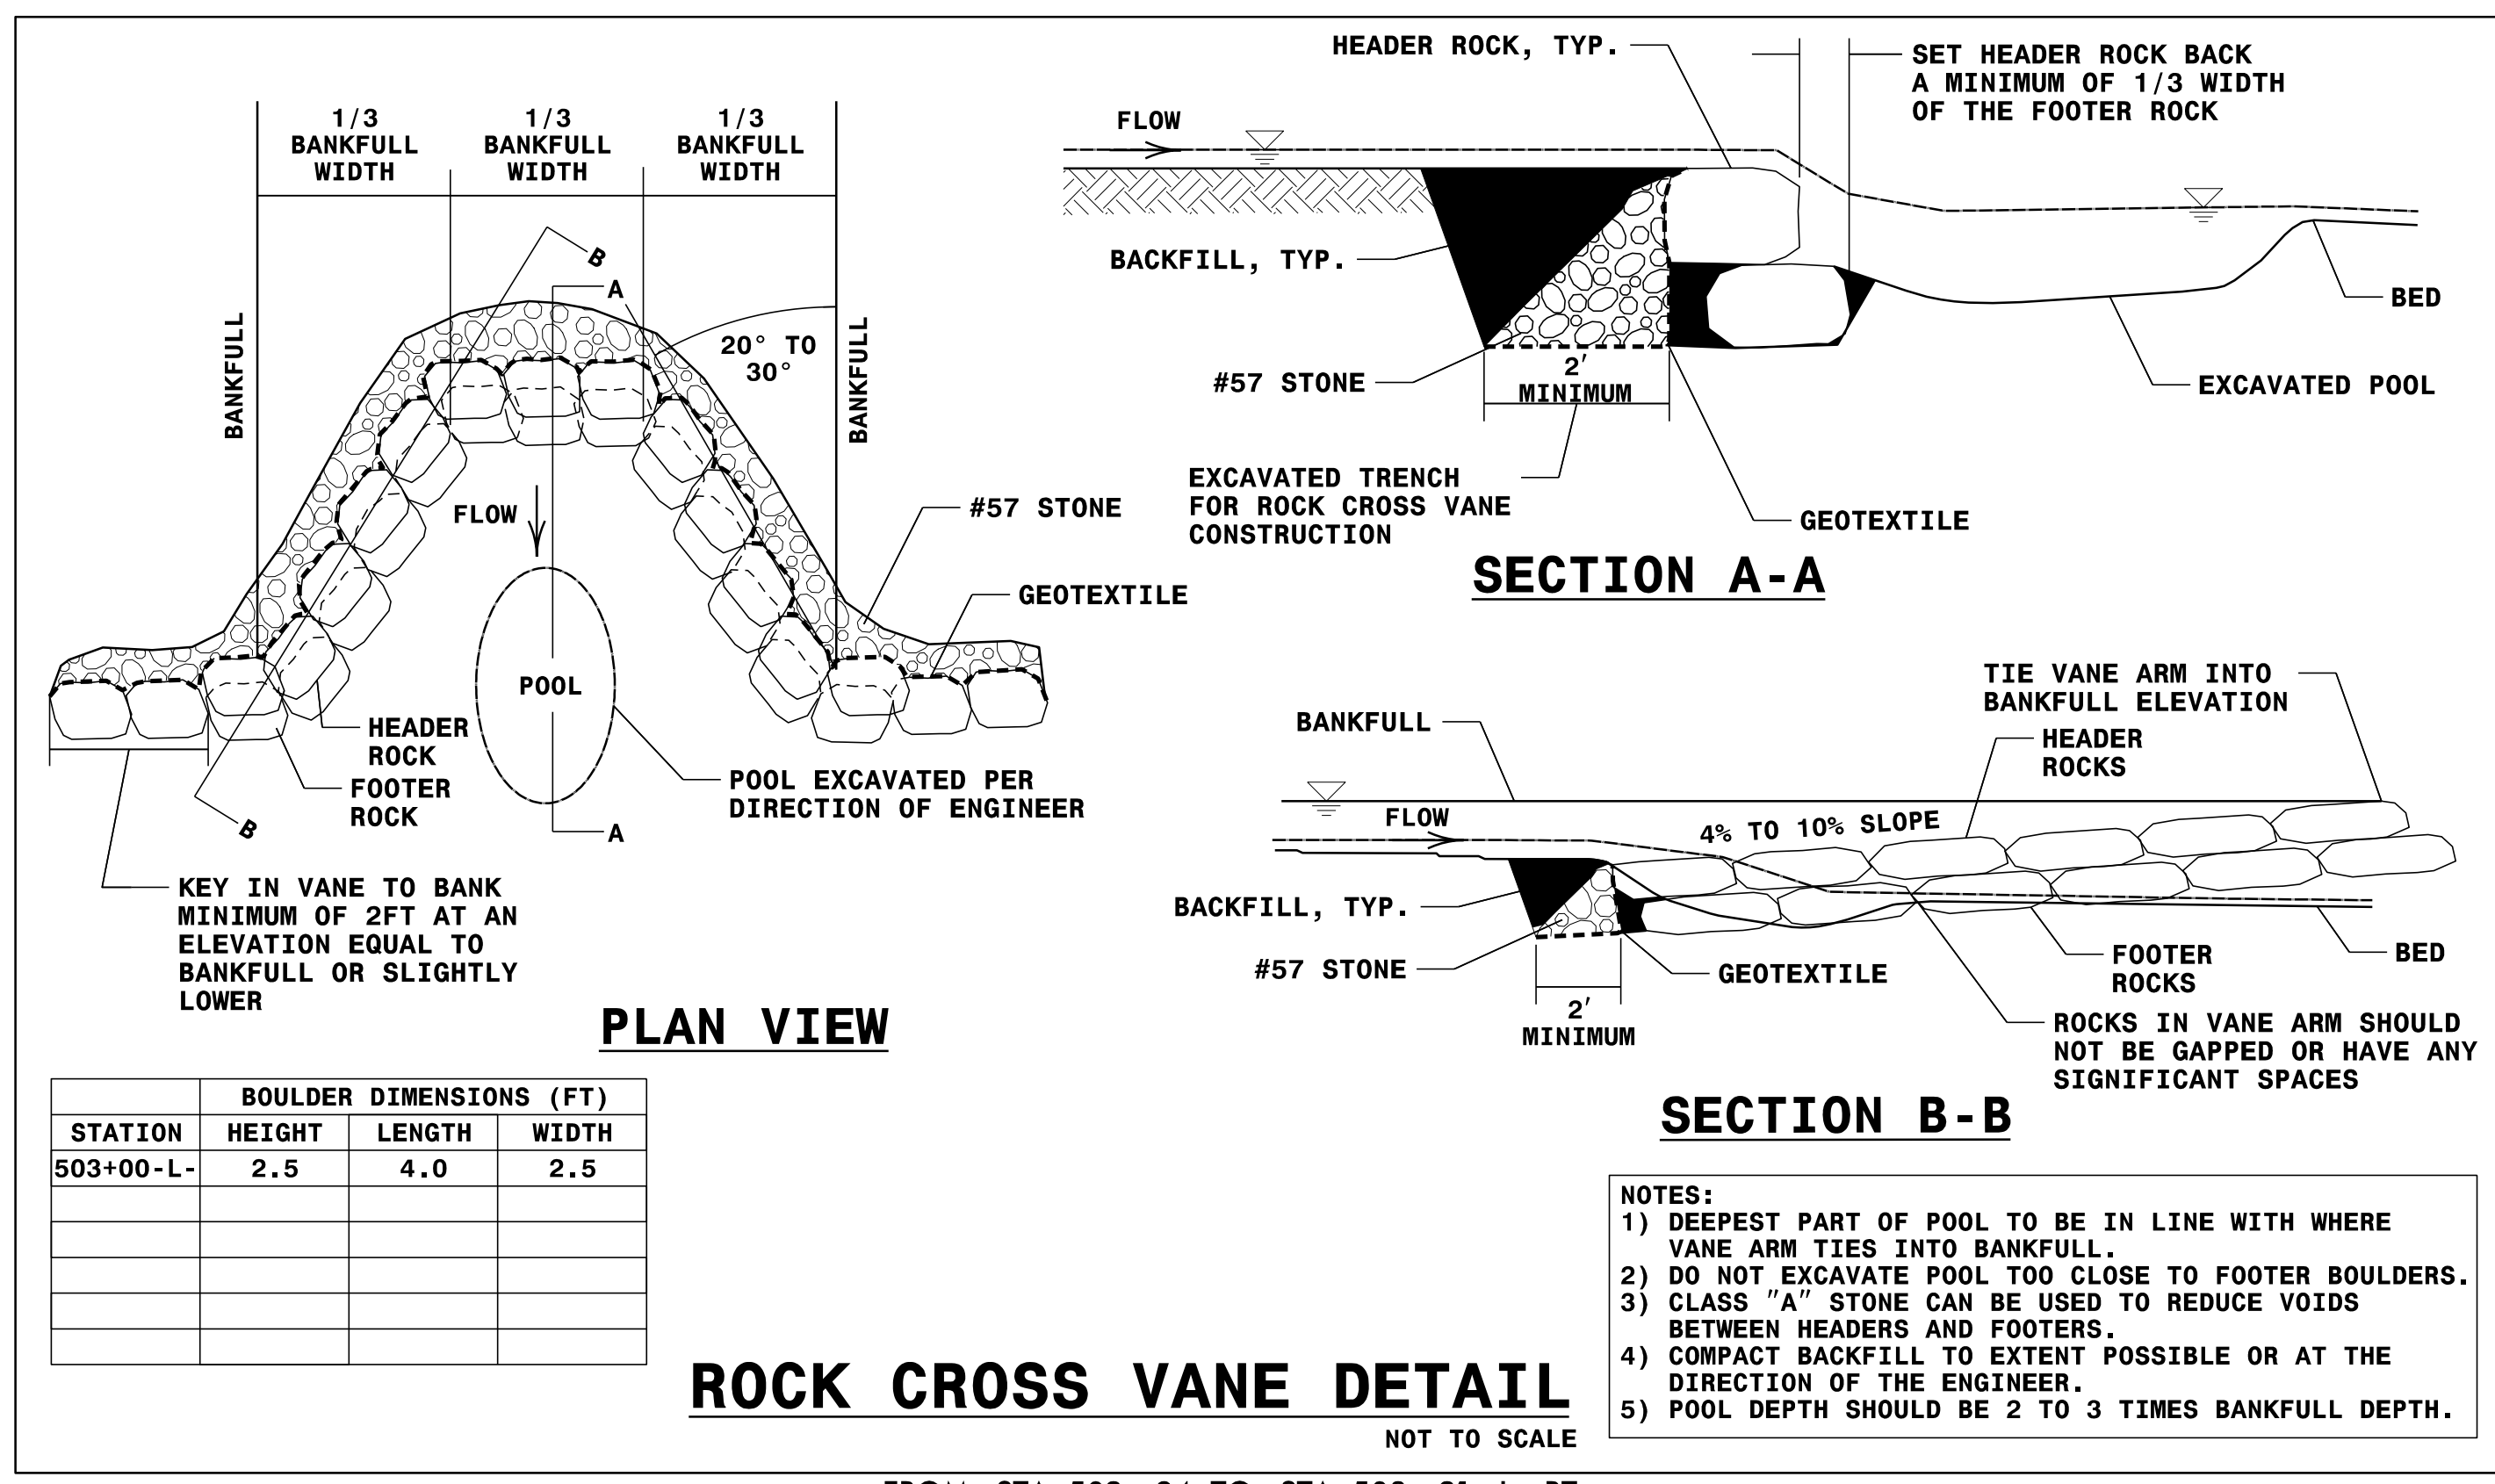 1/3
BANKFULL
WIDTH
1/3
BANKFULL
WIDTH
1/3
BANKFULL
WIDTH
B
A
20° TO
30°
BANKFULL
BANKFULL
FLOW
#57 STONE
GEOTEXTILE
POOL
HEADER
ROCK
FOOTER
ROCK
POOL EXCAVATED PER
DIRECTION OF ENGINEER
B
A
KEY IN VANE TO BANK
MINIMUM OF 2FT AT AN
ELEVATION EQUAL TO
BANKFULL OR SLIGHTLY
LOWER
PLAN VIEW
HEADER ROCK, TYP.
SET HEADER ROCK BACK
A MINIMUM OF 1/3 WIDTH
OF THE FOOTER ROCK
FLOW
BACKFILL, TYP.
BED
#57 STONE
2'
MINIMUM
EXCAVATED POOL
EXCAVATED TRENCH
FOR ROCK CROSS VANE
CONSTRUCTION
GEOTEXTILE
SECTION A-A
TIE VANE ARM INTO
BANKFULL ELEVATION
BANKFULL
HEADER
ROCKS
FLOW
4% TO 10% SLOPE
BACKFILL, TYP.
#57 STONE
GEOTEXTILE
FOOTER
ROCKS
BED
2'
MINIMUM
ROCKS IN VANE ARM SHOULD
NOT BE GAPPED OR HAVE ANY
SIGNIFICANT SPACES
SECTION B-B
BOULDER DIMENSIONS (FT)
STATION HEIGHT LENGTH WIDTH
503+00-L- 2.5 4.0 2.5
NOTES:
1) DEEPEST PART OF POOL TO BE IN LINE WITH WHERE
VANE ARM TIES INTO BANKFULL.
2) DO NOT EXCAVATE POOL TOO CLOSE TO FOOTER BOULDERS.
3) CLASS "A" STONE CAN BE USED TO REDUCE VOIDS
BETWEEN HEADERS AND FOOTERS.
4) COMPACT BACKFILL TO EXTENT POSSIBLE OR AT THE
DIRECTION OF THE ENGINEER.
5) POOL DEPTH SHOULD BE 2 TO 3 TIMES BANKFULL DEPTH.
ROCK CROSS VANE DETAIL
NOT TO SCALE